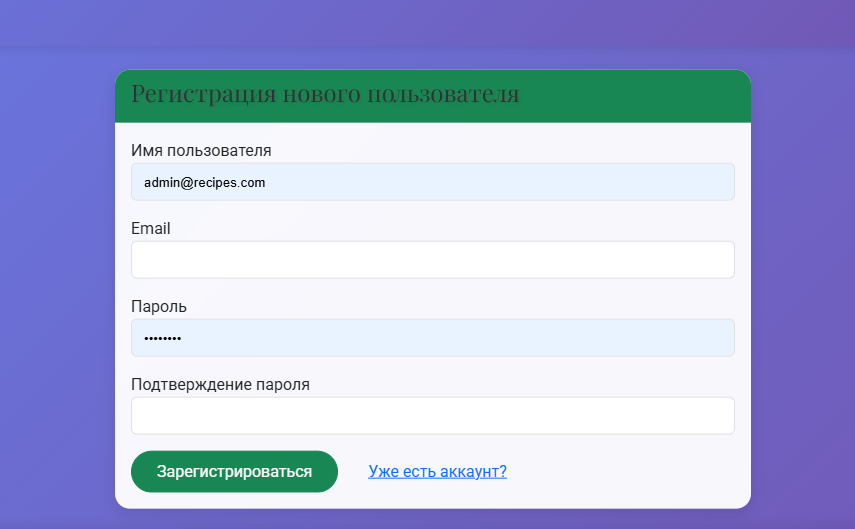 Регистрация нового пользователя
Имя пользователя
admin@recipes.com
Email
Пароль
••••••••
Подтверждение пароля
Зарегистрироваться
Уже есть аккаунт?